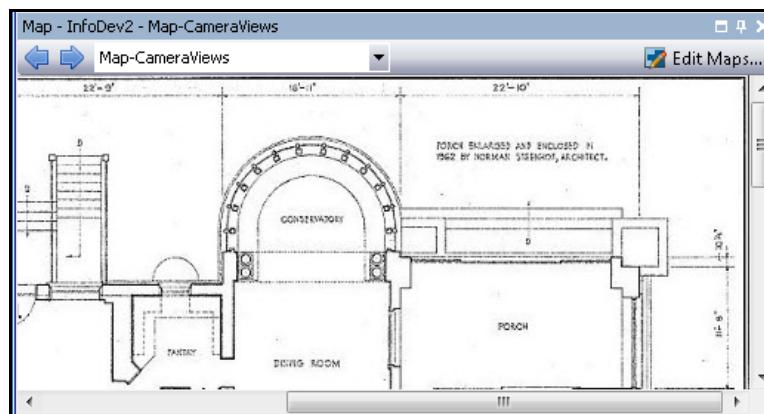 Map - InfoDev2 - Map-CameraViews
Map-CameraViews
Edit Maps...
22'-9" 18'-11" 22'-10"
D
PORCH ENLARGED AND ENCLOSED IN
1962 BY NORMAN STEENHOF, ARCHITECT.
CONSERVATORY
D
PORCH
PANTRY
DINING ROOM